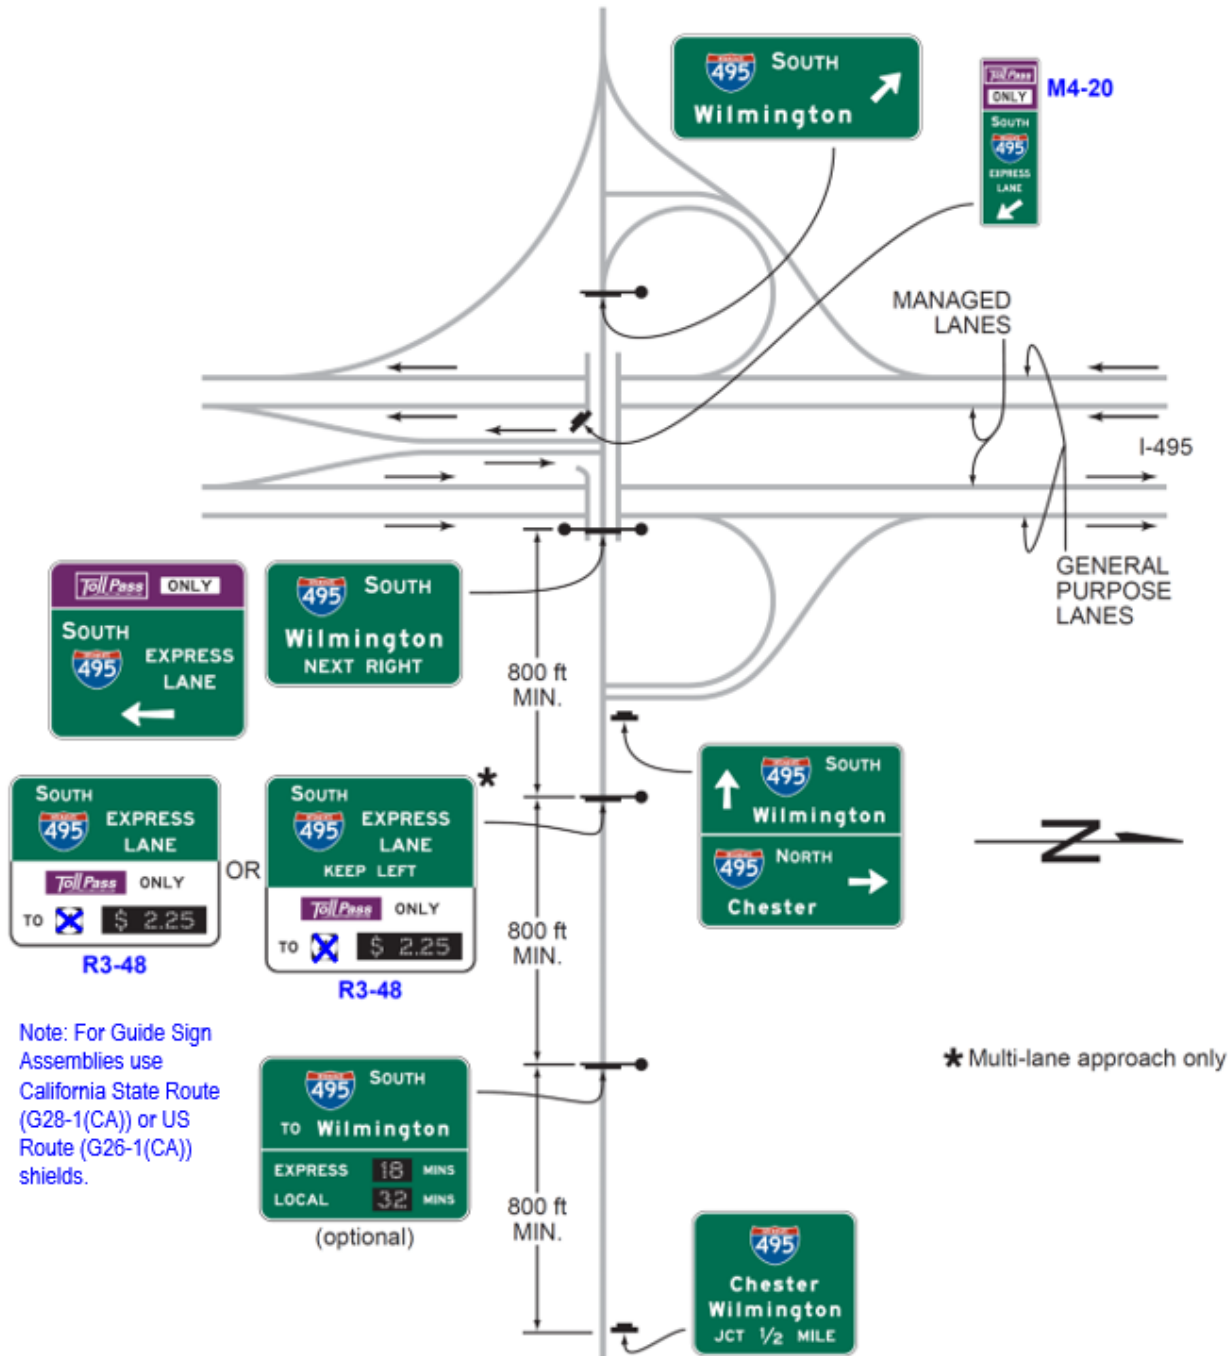 495 SOUTH
Wilmington
Toll Pass
ONLY
SOUTH
495
EXPRESS
LANE
M4-20
MANAGED
LANES
I-495
GENERAL
PURPOSE
LANES
Toll Pass ONLY
SOUTH
495 EXPRESS
LANE
495 SOUTH
Wilmington
NEXT RIGHT
800 ft
MIN.
SOUTH
495 EXPRESS
LANE
Toll Pass ONLY
TO $ 2.25
R3-48
OR
*
SOUTH
495 EXPRESS
LANE
KEEP LEFT
Toll Pass ONLY
TO $ 2.25
R3-48
495 SOUTH
Wilmington
495 NORTH
Chester
N
800 ft
MIN.
Note: For Guide Sign
Assemblies use
California State Route
(G28-1(CA)) or US
Route (G26-1(CA))
shields.
495 SOUTH
TO Wilmington
EXPRESS 18 MINS
LOCAL 32 MINS
(optional)
* Multi-lane approach only
800 ft
MIN.
495
Chester
Wilmington
JCT 1/2 MILE